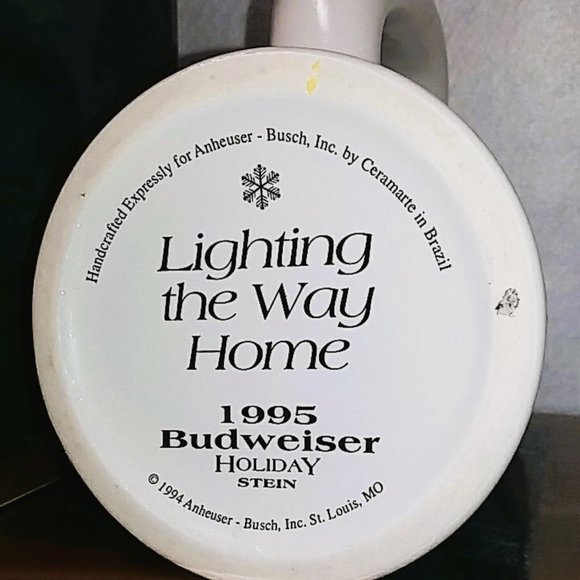 Handcrafted Expressly for Anheuser - Busch, Inc. by Ceramarte in Brazil
Lighting
the Way
Home
1995
Budweiser
HOLIDAY
STEIN
© 1994 Anheuser - Busch, Inc. St. Louis, MO